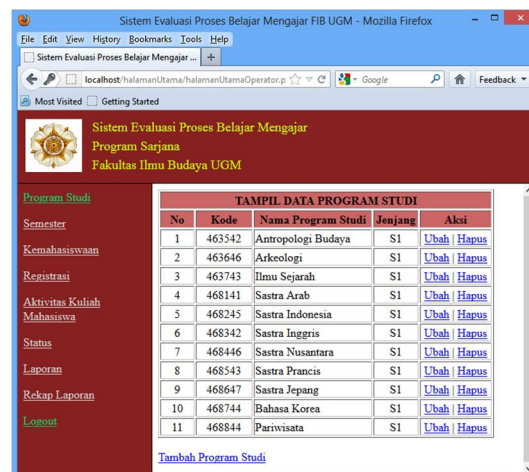 Sistem Evaluasi Proses Belajar Mengajar FIB UGM - Mozilla Firefox
File Edit View History Bookmarks Tools Help
Sistem Evaluasi Proses Belajar Mengajar ... +
localhost/halamanUtama/halamanUtamaOperator.p Google Feedback
Most Visited Getting Started
Sistem Evaluasi Proses Belajar Mengajar
Program Sarjana
Fakultas Ilmu Budaya UGM
Program Studi
Semester
Kemahasiswaan
Registrasi
Aktivitas Kuliah
Mahasiswa
Status
Laporan
Rekap Laporan
Logout
TAMPIL DATA PROGRAM STUDI
No Kode Nama Program Studi Jenjang Aksi
1 463542 Antropologi Budaya S1 Ubah | Hapus
2 463646 Arkeologi S1 Ubah | Hapus
3 463743 Ilmu Sejarah S1 Ubah | Hapus
4 468141 Sastra Arab S1 Ubah | Hapus
5 468245 Sastra Indonesia S1 Ubah | Hapus
6 468342 Sastra Inggris S1 Ubah | Hapus
7 468446 Sastra Nusantara S1 Ubah | Hapus
8 468543 Sastra Prancis S1 Ubah | Hapus
9 468647 Sastra Jepang S1 Ubah | Hapus
10 468744 Bahasa Korea S1 Ubah | Hapus
11 468844 Pariwisata S1 Ubah | Hapus
Tambah Program Studi